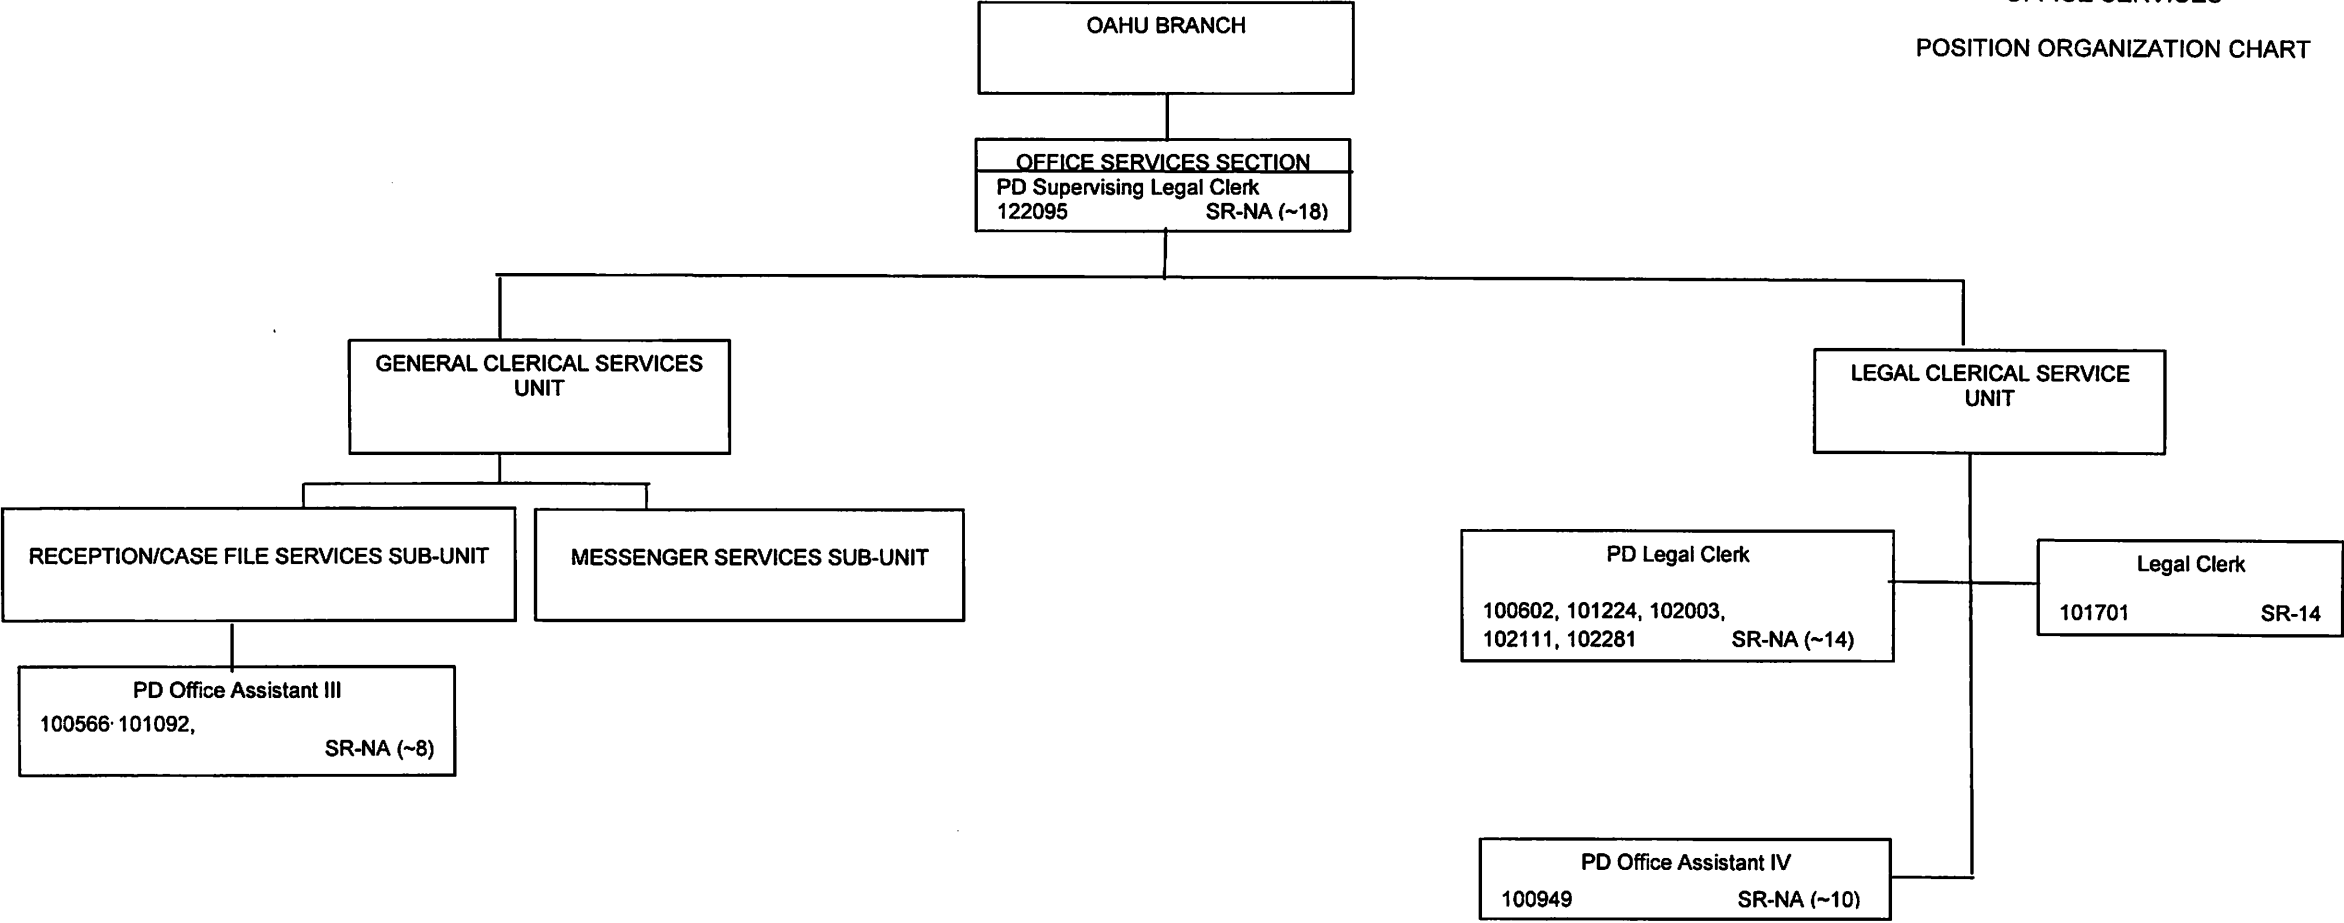 POSITION ORGANIZATION CHART
OAHU BRANCH
OFFICE SERVICES SECTION
PD Supervising Legal Clerk
122095 SR-NA (~18)
GENERAL CLERICAL SERVICES
UNIT
LEGAL CLERICAL SERVICE
UNIT
RECEPTION/CASE FILE SERVICES SUB-UNIT
MESSENGER SERVICES SUB-UNIT
PD Office Assistant III
100566 101092,
SR-NA (~8)
PD Legal Clerk
100602, 101224, 102003,
102111, 102281 SR-NA (~14)
Legal Clerk
101701 SR-14
PD Office Assistant IV
100949 SR-NA (~10)